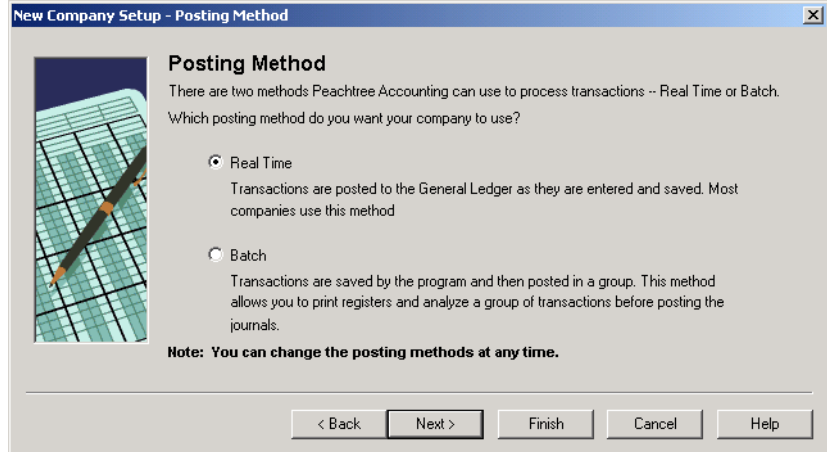 New Company Setup - Posting Method
Posting Method
There are two methods Peachtree Accounting can use to process transactions -- Real Time or Batch.
Which posting method do you want your company to use?
Real Time
Transactions are posted to the General Ledger as they are entered and saved. Most
companies use this method
Batch
Transactions are saved by the program and then posted in a group. This method
allows you to print registers and analyze a group of transactions before posting the
journals.
Note: You can change the posting methods at any time.
< Back Next > Finish Cancel Help